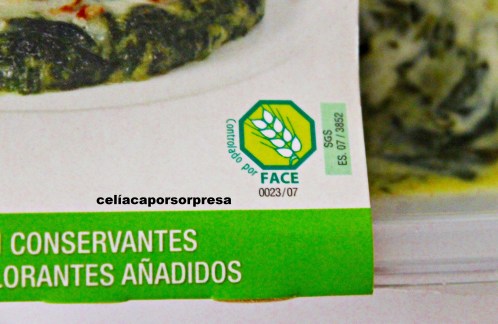 Controlado por
FACE
0023/07
SGS
ES. 07 / 3852
celíacaporsorpresa
CONSERVANTES
LORANTES AÑADIDOS